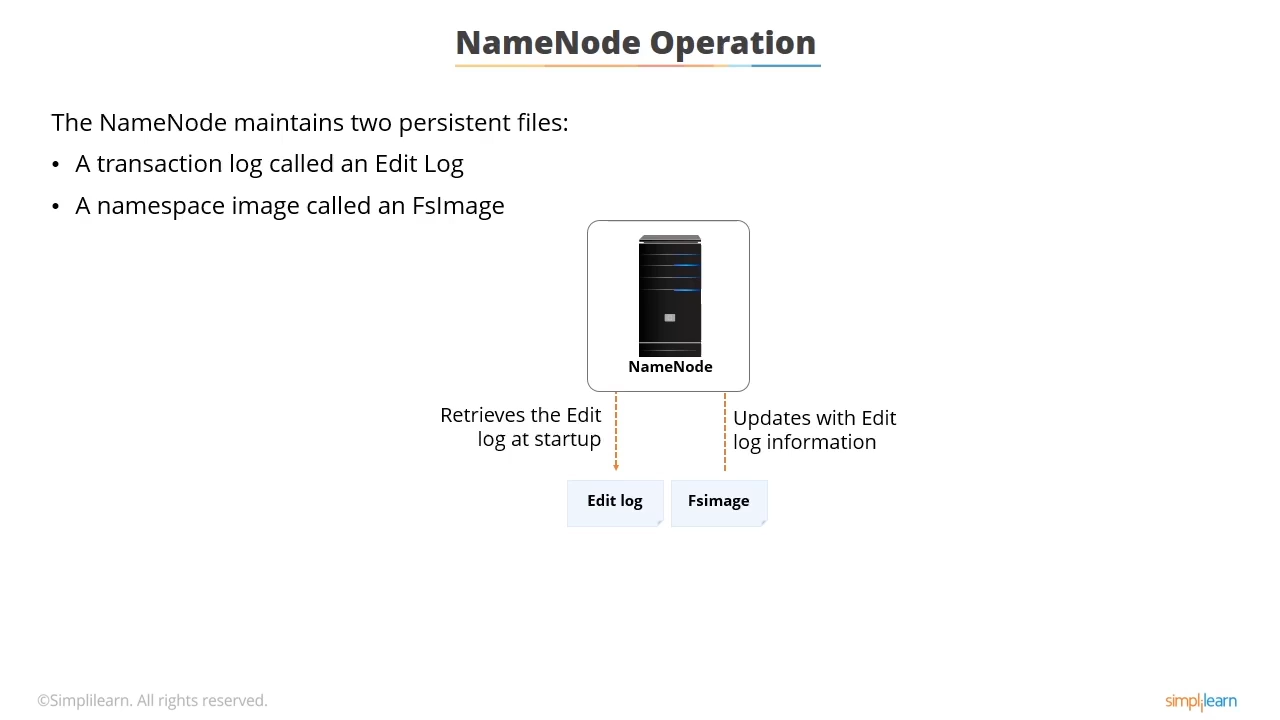 NameNode Operation
The NameNode maintains two persistent files:
• A transaction log called an Edit Log
• A namespace image called an FsImage
NameNode
Retrieves the Edit
log at startup
Updates with Edit
log information
Edit log
Fsimage
©Simplilearn. All rights reserved.
simplilearn